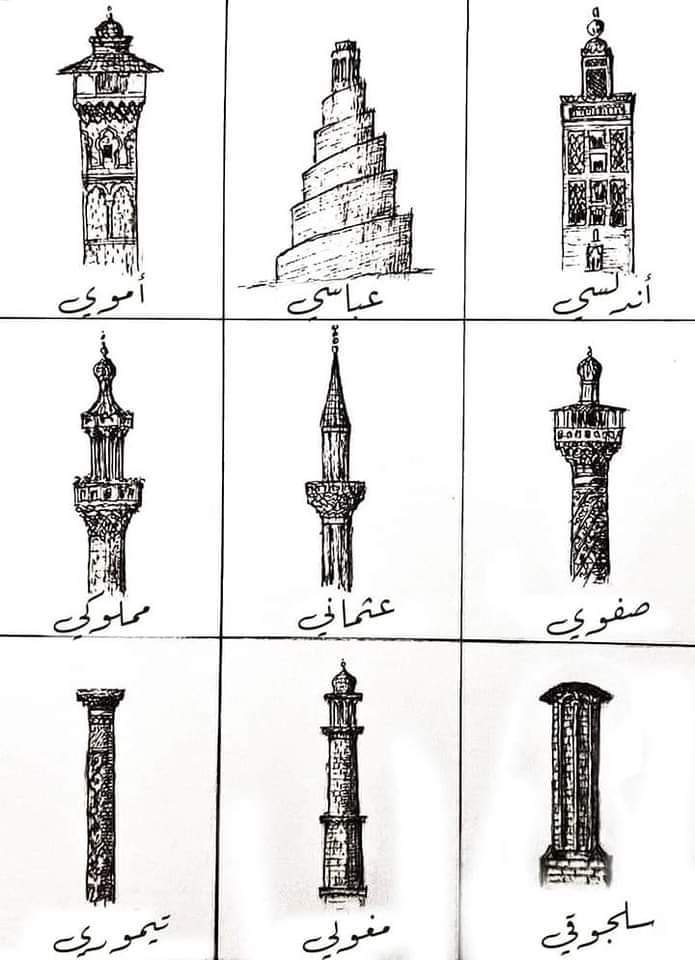 أندلسي
عباسي
أموي
صفوي
عثماني
مملوكي
سلجوقي
مغولي
تيموري